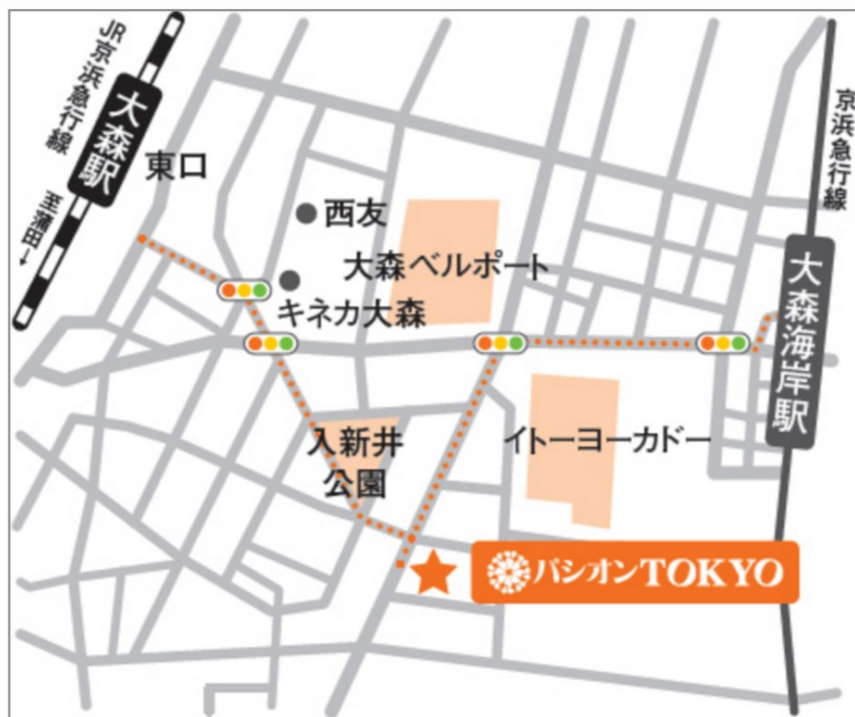 JR京浜急行線
大森駅
至蒲田↓
東口
西友
大森ベルポート
キネカ大森
入新井
公園
イトーヨーカドー
京浜急行線
大森海岸駅
パシオンTOKYO